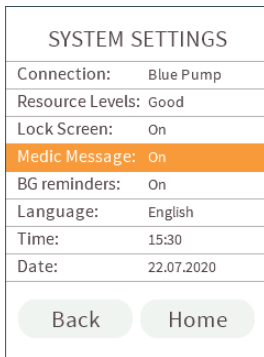 SYSTEM SETTINGS
Connection: Blue Pump
Resource Levels: Good
Lock Screen: On
Medic Message: On
BG reminders: On
Language: English
Time: 15:30
Date: 22.07.2020
Back Home